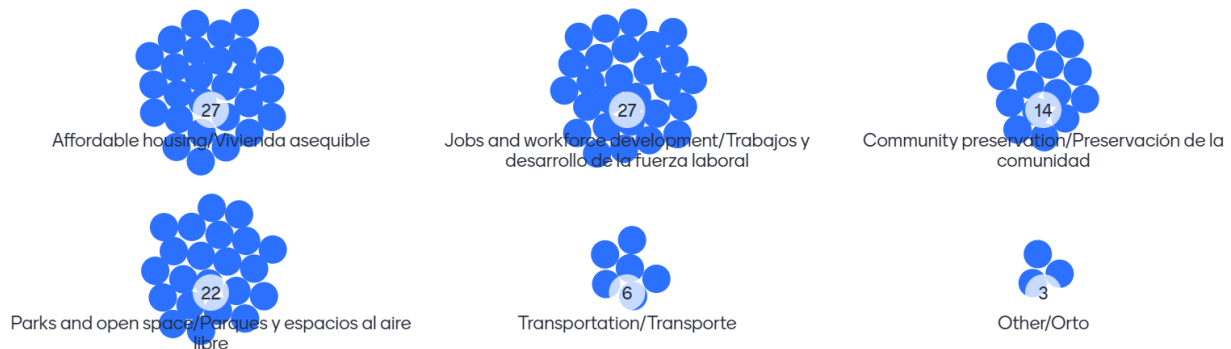 27
Affordable housing/Vivienda asequible
27
Jobs and workforce development/Trabajos y
desarrollo de la fuerza laboral
14
Community preservation/Preservación de la
comunidad
22
Parks and open space/Parques y espacios al aire
libre
6
Transportation/Transporte
3
Other/Orto